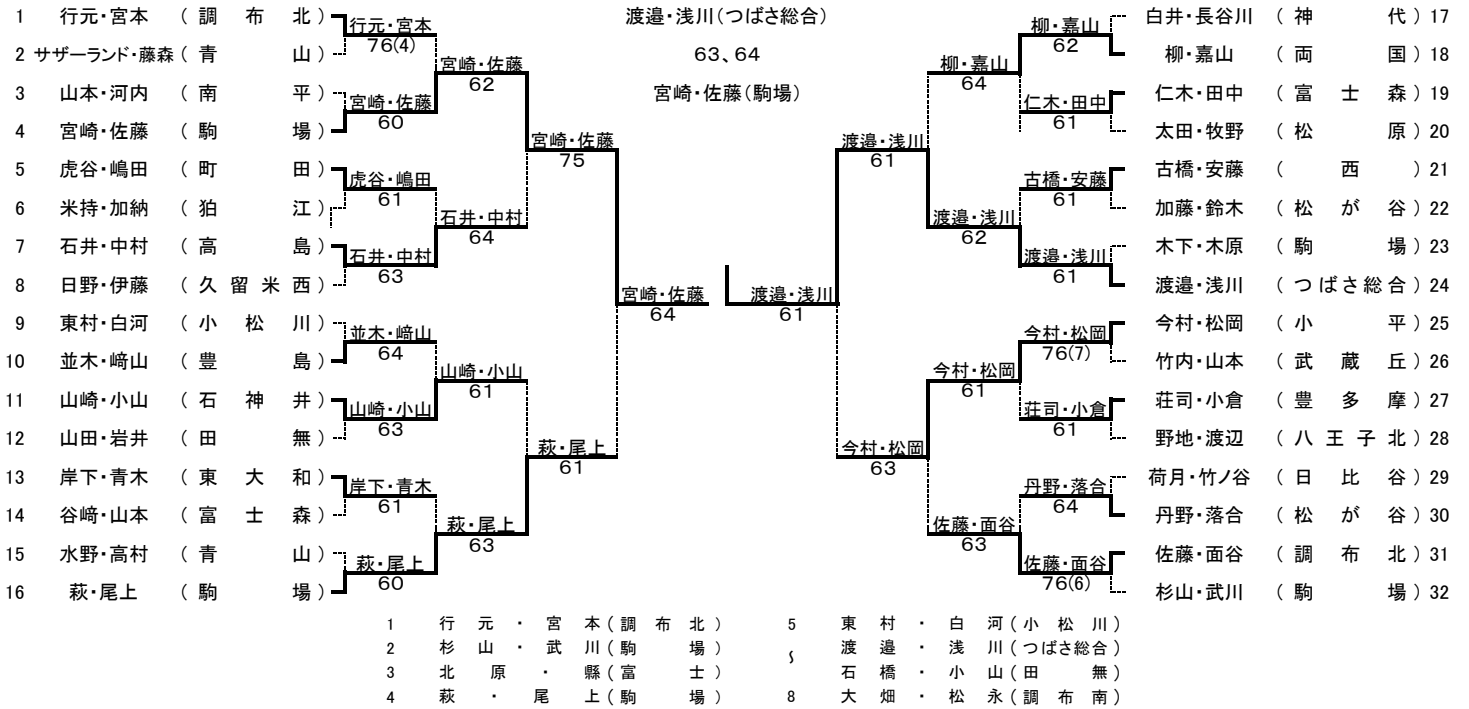 1 行元・宮本 ( 調 布 北 )
2 サザーランド・藤森 ( 青 山 )
3 山本・河内 ( 南 平 )
4 宮崎・佐藤 ( 駒 場 )
5 虎谷・嶋田 ( 町 田 )
6 米持・加納 ( 狛 江 )
7 石井・中村 ( 高 島 )
8 日野・伊藤 ( 久 留 米 西 )
9 東村・白河 ( 小 松 川 )
10 並木・﨑山 ( 豊 島 )
11 山崎・小山 ( 石 神 井 )
12 山田・岩井 ( 田 無 )
13 岸下・青木 ( 東 大 和 )
14 谷﨑・山本 ( 富 士 森 )
15 水野・高村 ( 青 山 )
16 萩・尾上 ( 駒 場 )
行元・宮本
76(4)
宮崎・佐藤
60
虎谷・嶋田
61
石井・中村
63
並木・﨑山
64
山崎・小山
63
岸下・青木
61
萩・尾上
60
宮崎・佐藤
62
石井・中村
64
山崎・小山
61
萩・尾上
63
宮崎・佐藤
75
萩・尾上
61
宮崎・佐藤
64
渡邉・浅川(つばさ総合)
63、64
宮崎・佐藤(駒場)
渡邉・浅川
61
渡邉・浅川
61
今村・松岡
63
柳・嘉山
64
渡邉・浅川
62
今村・松岡
61
佐藤・面谷
63
柳・嘉山
62
仁木・田中
61
古橋・安藤
61
渡邉・浅川
61
今村・松岡
76(7)
荘司・小倉
61
丹野・落合
64
佐藤・面谷
76(6)
白井・長谷川 ( 神 代 ) 17
柳・嘉山 ( 両 国 ) 18
仁木・田中 ( 富 士 森 ) 19
太田・牧野 ( 松 原 ) 20
古橋・安藤 ( 西 ) 21
加藤・鈴木 ( 松 が 谷 ) 22
木下・木原 ( 駒 場 ) 23
渡邉・浅川 ( つばさ総合 ) 24
今村・松岡 ( 小 平 ) 25
竹内・山本 ( 武 蔵 丘 ) 26
荘司・小倉 ( 豊 多 摩 ) 27
野地・渡辺 ( 八 王 子 北 ) 28
荷月・竹ノ谷 ( 日 比 谷 ) 29
丹野・落合 ( 松 が 谷 ) 30
佐藤・面谷 ( 調 布 北 ) 31
杉山・武川 ( 駒 場 ) 32
1 行 元 ・ 宮 本 ( 調 布 北 )
2 杉 山 ・ 武 川 ( 駒 場 )
3 北 原 ・ 縣 ( 富 士 )
4 萩 ・ 尾 上 ( 駒 場 )
5 東 村 ・ 白 河 ( 小 松 川 )
〜 渡 邉 ・ 浅 川 ( つばさ総合 )
石 橋 ・ 小 山 ( 田 無 )
8 大 畑 ・ 松 永 ( 調 布 南 )